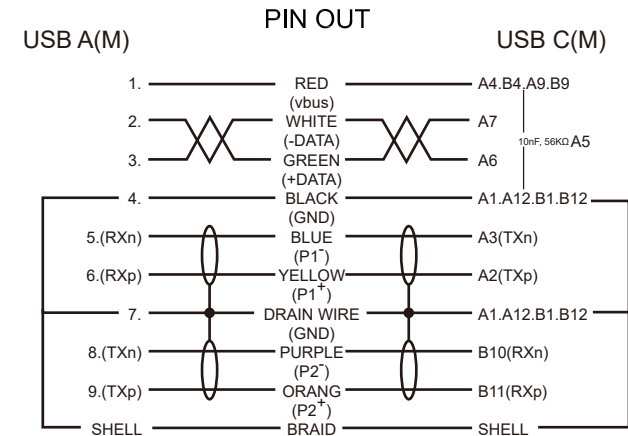 PIN OUT
USB A(M) USB C(M)
1. RED A4.B4.A9.B9
(vbus)
2. WHITE A7
(-DATA) 10nF, 56KΩ A5
3. GREEN A6
(+DATA)
4. BLACK A1.A12.B1.B12
(GND)
5.(RXn) BLUE A3(TXn)
(P1-)
6.(RXp) YELLOW A2(TXp)
(P1+)
7. DRAIN WIRE A1.A12.B1.B12
(GND)
8.(TXn) PURPLE B10(RXn)
(P2-)
9.(TXp) ORANG B11(RXp)
(P2+)
SHELL BRAID SHELL